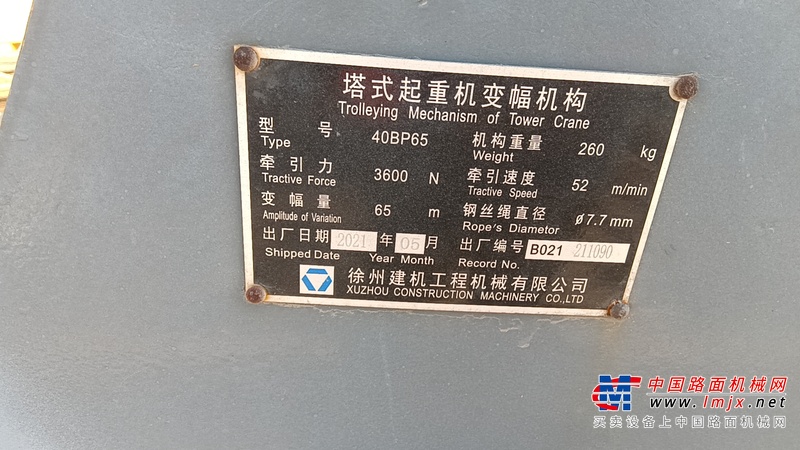 塔式起重机变幅机构
Trolleying Mechanism of Tower Crane
型号 40BP65 机构重量 260 kg
Type Weight
牵引力 3600 N 牵引速度 52 m/min
Tractive Force Tractive Speed
变幅量 65 m 钢丝绳直径 ø7.7mm
Amplitude of Variation Rope's Diametor
出厂日期 2021 年 05 月 出厂编号 B021 211090
Shipped Date Year Month Record No.
徐州建机工程机械有限公司
XUZHOU CONSTRUCTION MACHINERY CO.,LTD
中国路面机械网
www.lmjx.net
买卖设备上中国路面机械网